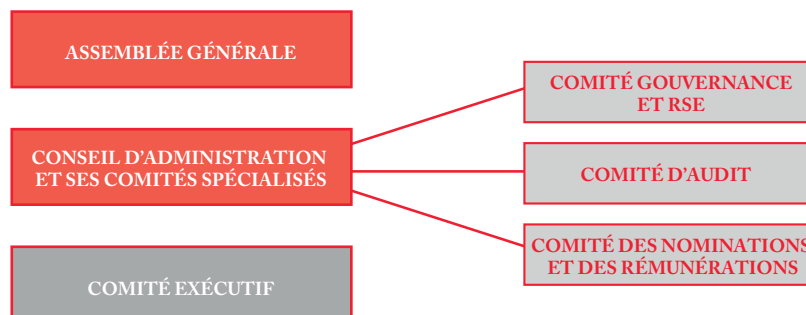 ASSEMBLÉE GÉNÉRALE
CONSEIL D'ADMINISTRATION
ET SES COMITÉS SPÉCIALISÉS
COMITÉ EXÉCUTIF
COMITÉ GOUVERNANCE
ET RSE
COMITÉ D'AUDIT
COMITÉ DES NOMINATIONS
ET DES RÉMUNÉRATIONS